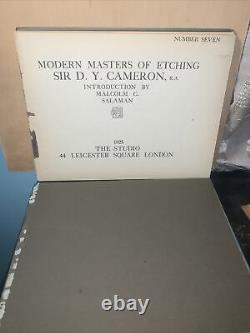 NUMBER SEVEN
MODERN MASTERS OF ETCHING
SIR D. Y. CAMERON, R.A.
INTRODUCTION BY
MALCOLM C.
SALAMAN
1925
THE STUDIO
44 LEICESTER SQUARE LONDON